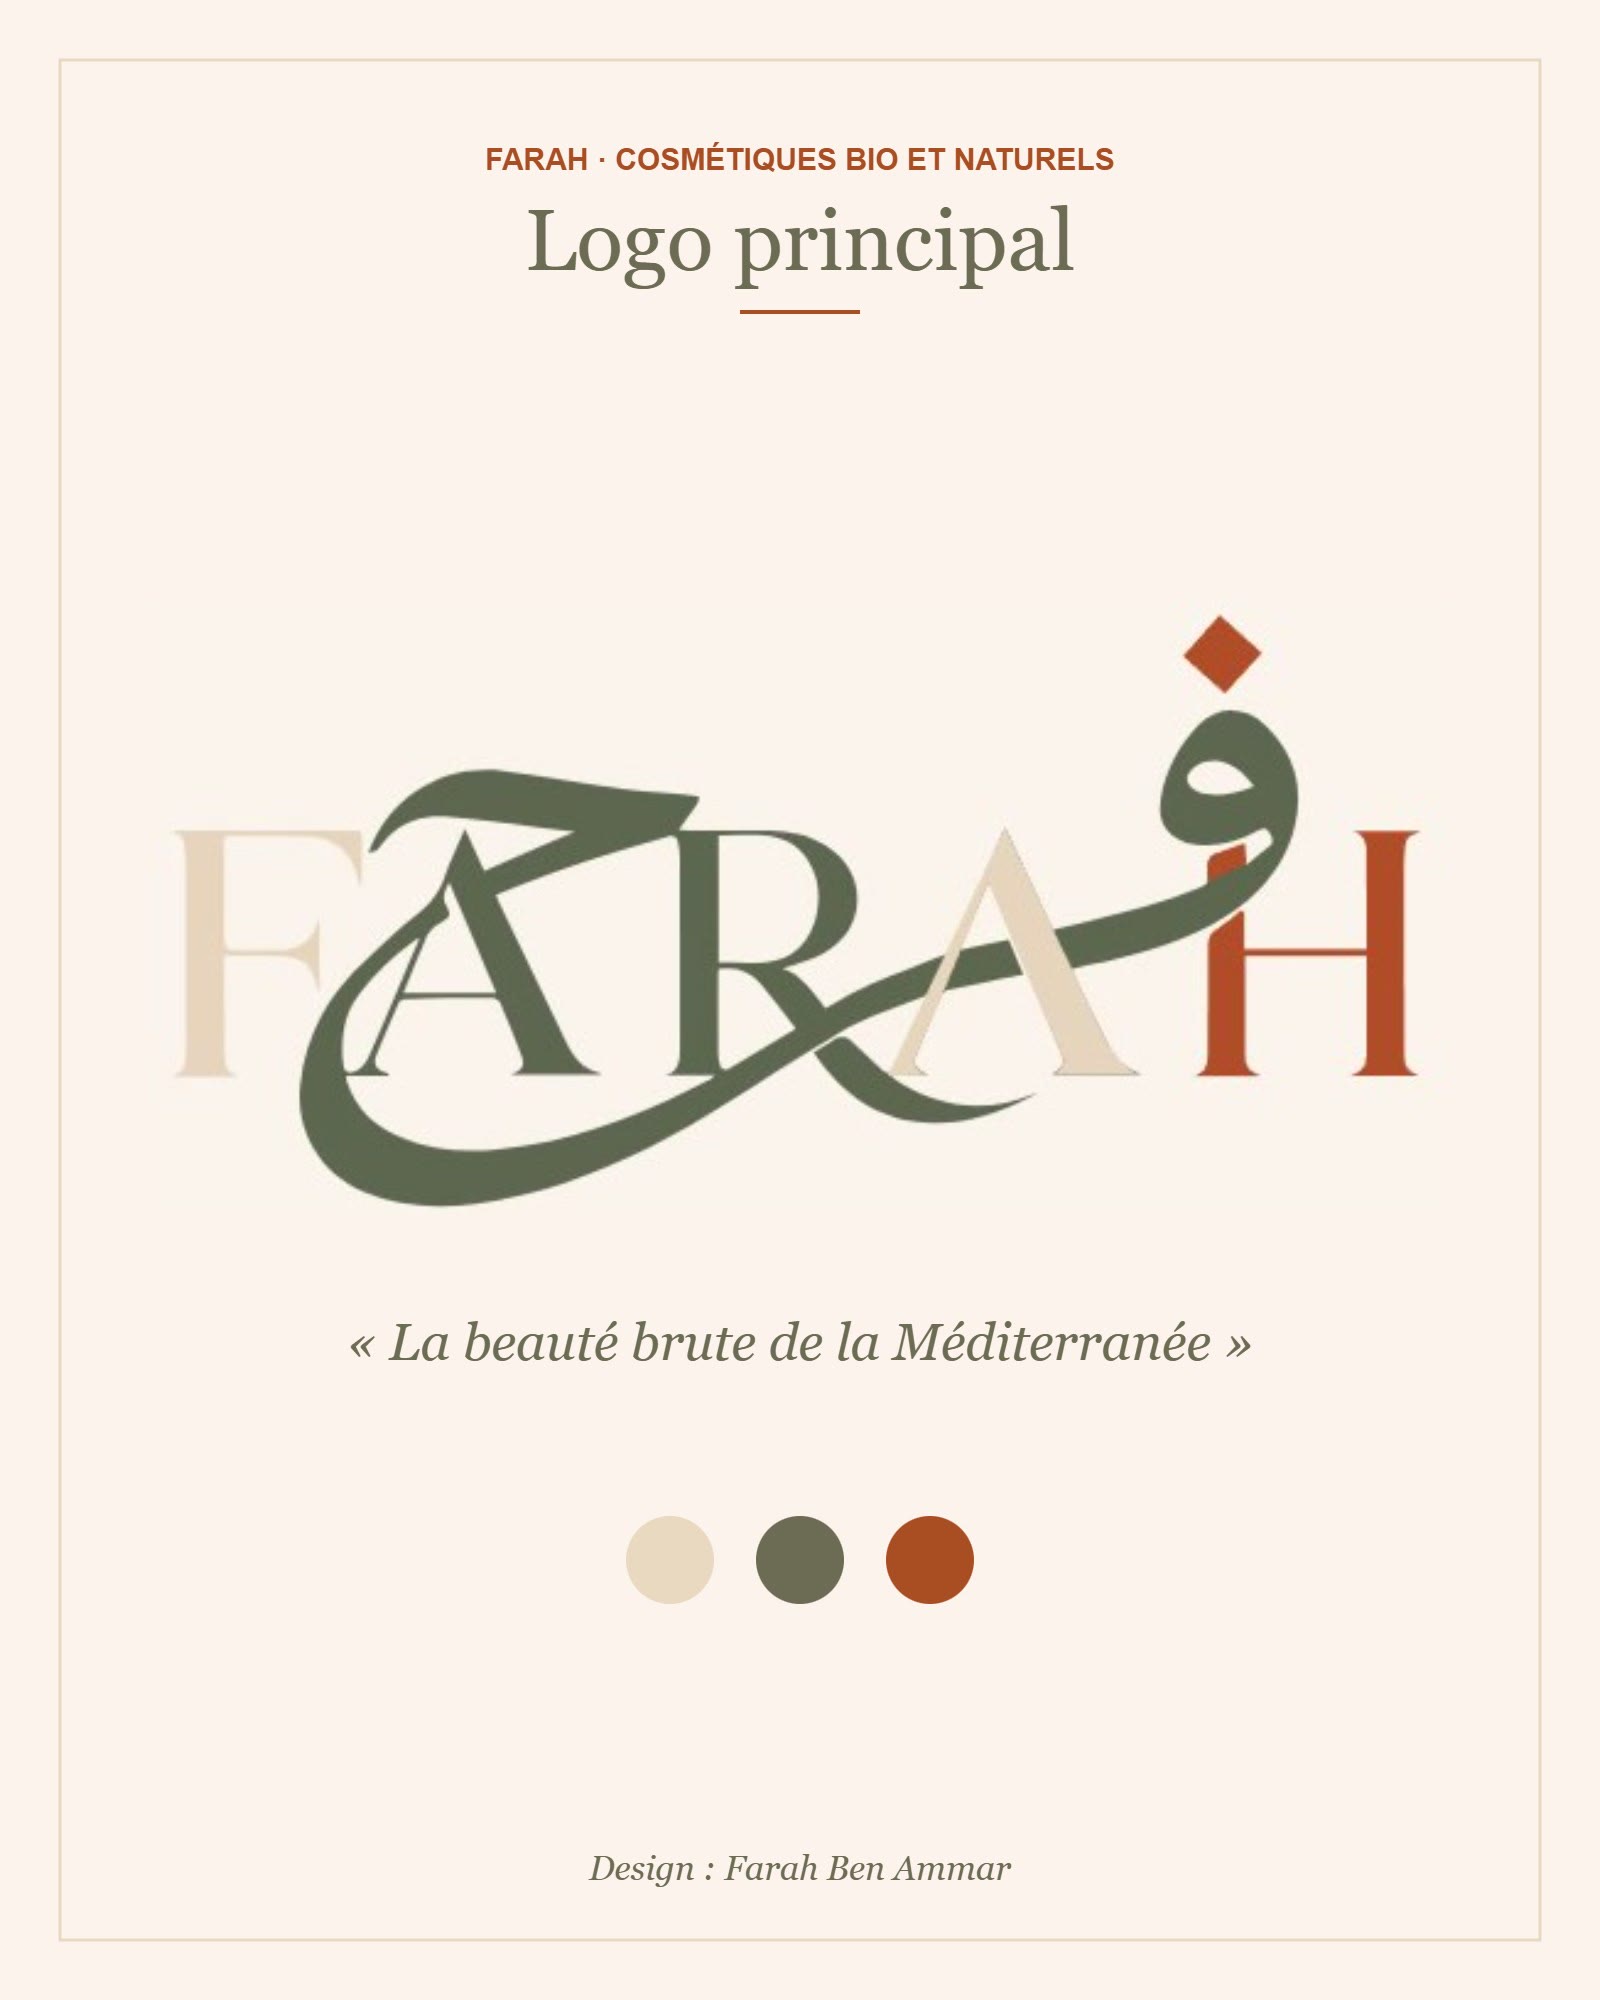 FARAH · COSMÉTIQUES BIO ET NATURELS
Logo principal
FARAH
فرح
« La beauté brute de la Méditerranée »
Design : Farah Ben Ammar